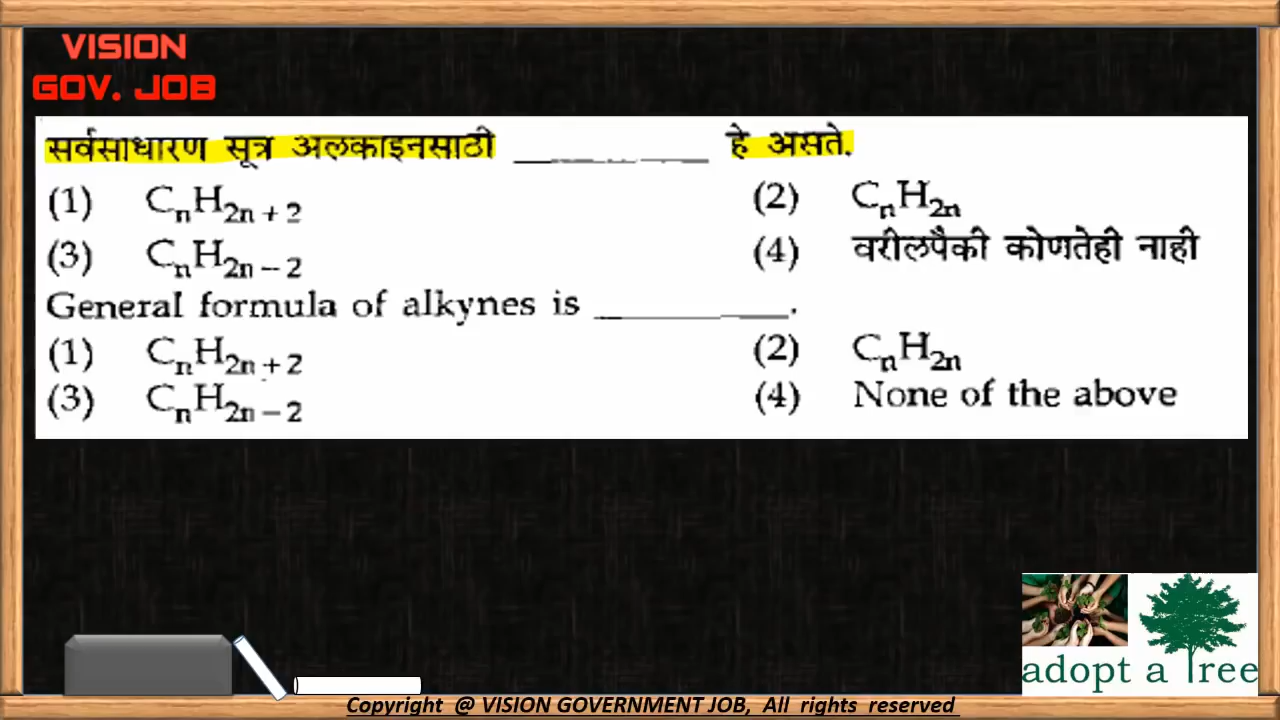 VISION
GOV. JOB
सर्वसाधारण सूत्र अलकाइनसाठी ____________ हे असते.
(1) CₙH₂ₙ₊₂ (2) CₙH₂ₙ
(3) CₙH₂ₙ₋₂ (4) वरीलपैकी कोणतेही नाही
General formula of alkynes is ____________.
(1) CₙH₂ₙ₊₂ (2) CₙH₂ₙ
(3) CₙH₂ₙ₋₂ (4) None of the above
adopt a Tree
Copyright @ VISION GOVERNMENT JOB, All rights reserved